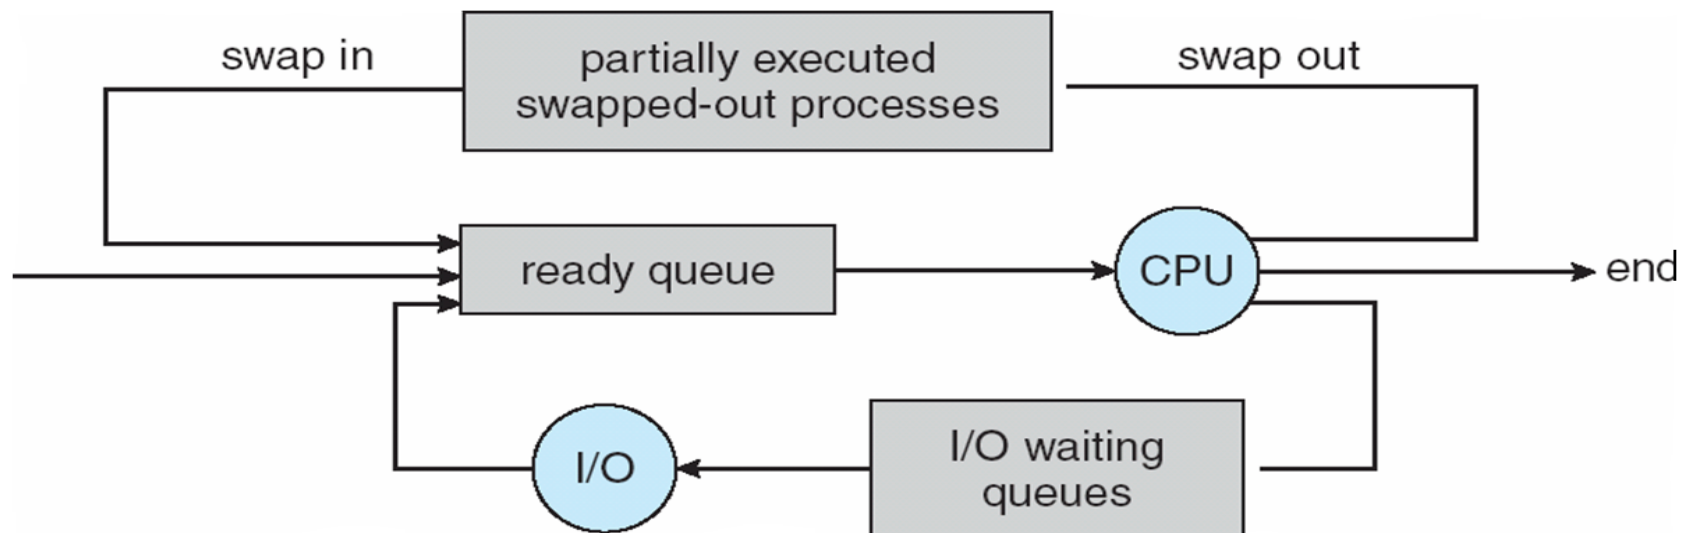 swap in
partially executed
swapped-out processes
swap out
ready queue
CPU
end
I/O
I/O waiting
queues